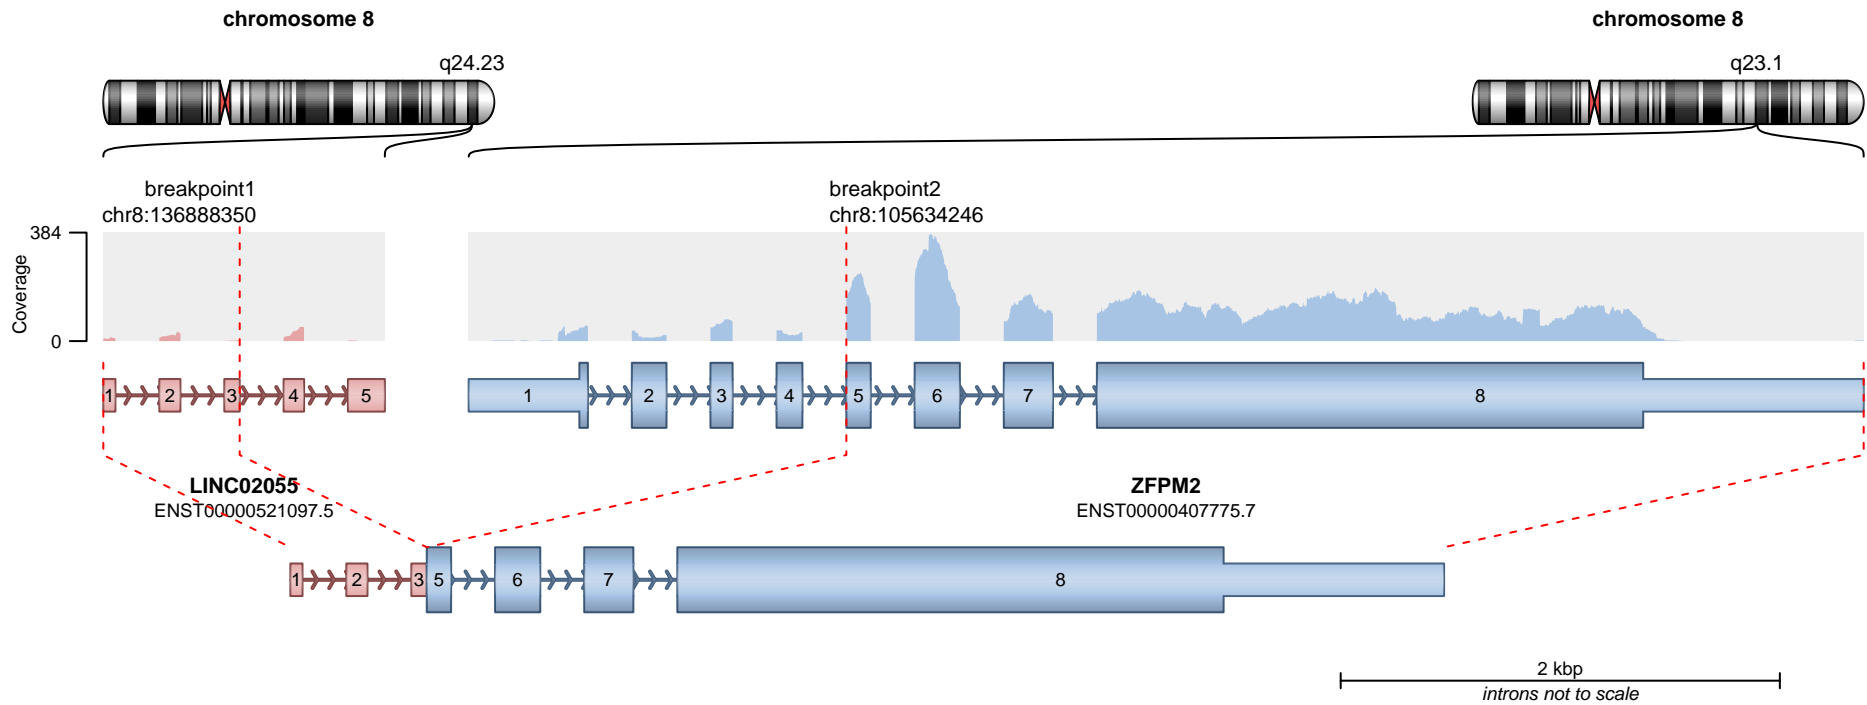 chromosome 8
chromosome 8
q24.23
q23.1
breakpoint1
chr8:136888350
breakpoint2
chr8:105634246
384
0
Coverage
1 2 3 4 5
1 2 3 4 5 6 7 8
LINC02055
ENST00000521097.5
ZFPM2
ENST00000407775.7
1 2 3 5 6 7 8
2 kbp
introns not to scale